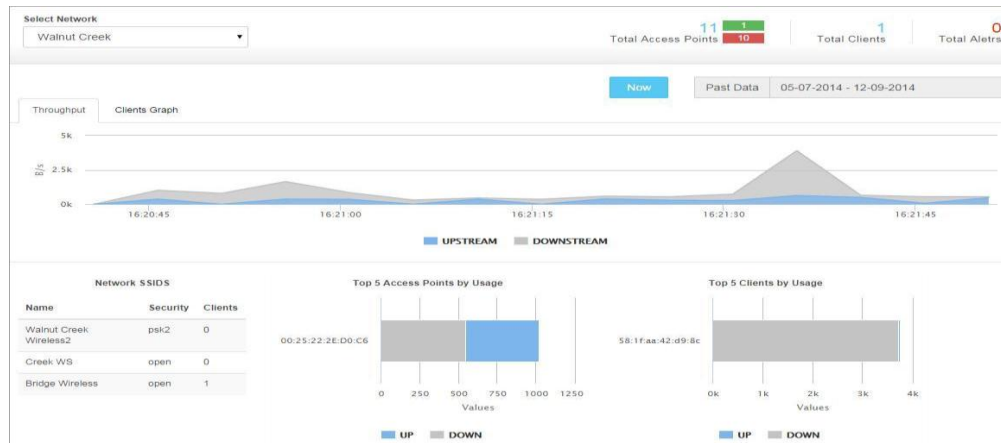 Select Network
Walnut Creek
11 1
Total Access Points 10
1
Total Clients
0
Total Aletrs
Now
Past Data 05-07-2014 - 12-09-2014
Throughput Clients Graph
5k
B/s
2.5k
0k
16:20:45 16:21:00 16:21:15 16:21:30 16:21:45
UPSTREAM DOWNSTREAM
Network SSIDS
Name Security Clients
Walnut Creek psk2 0
Wireless2
Creek WS open 0
Bridge Wireless open 1
Top 5 Access Points by Usage
00:25:22:2E:D0:C6
0 250 500 750 1000 1250
Values
UP DOWN
Top 5 Clients by Usage
58:1f:aa:42:d9:8c
0k 1k 2k 3k 4k
Values
UP DOWN